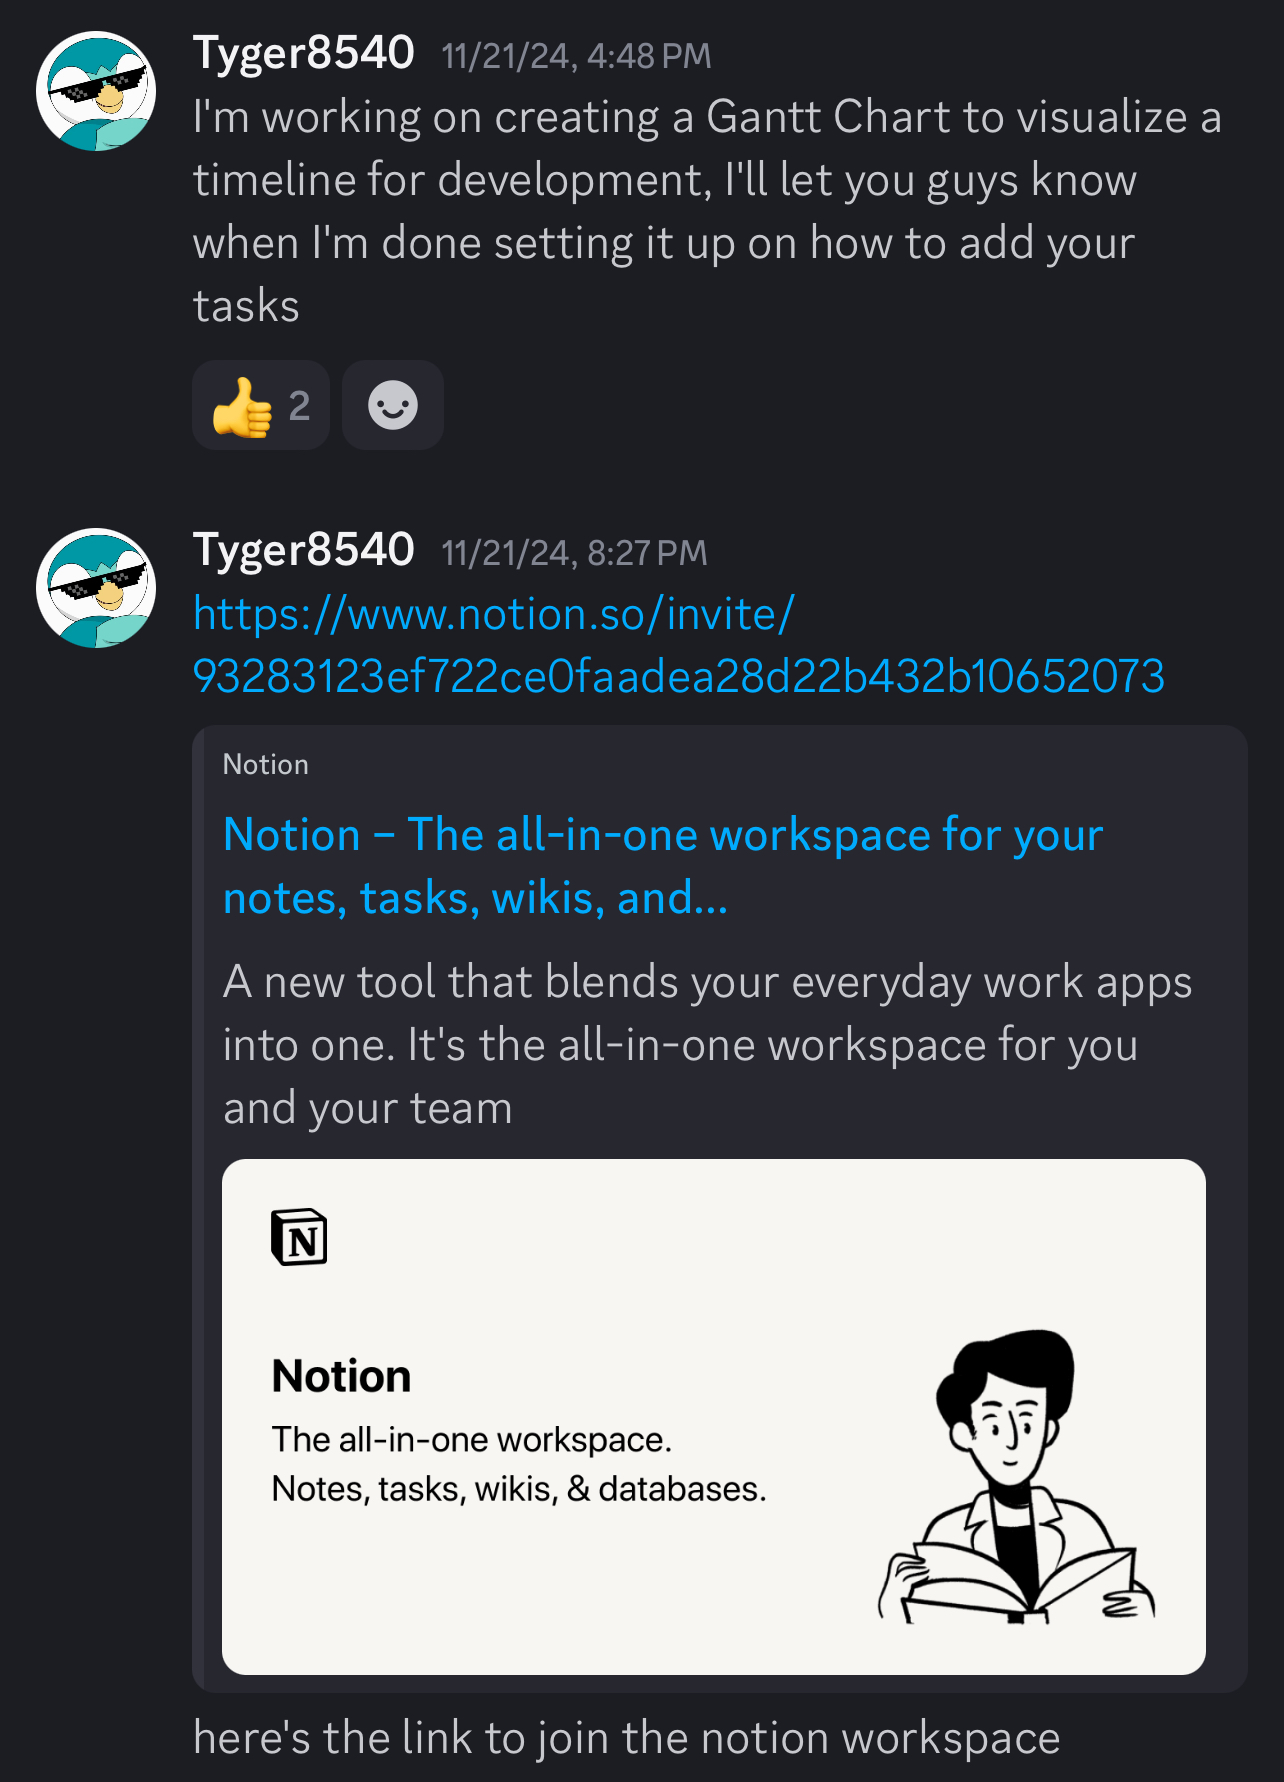 Tyger8540 11/21/24, 4:48 PM
I'm working on creating a Gantt Chart to visualize a
timeline for development, I'll let you guys know
when I'm done setting it up on how to add your
tasks
👍 2
Tyger8540 11/21/24, 8:27 PM
https://www.notion.so/invite/
93283123ef722ce0faadea28d22b432b10652073
Notion
Notion – The all-in-one workspace for your
notes, tasks, wikis, and...
A new tool that blends your everyday work apps
into one. It's the all-in-one workspace for you
and your team
N
Notion
The all-in-one workspace.
Notes, tasks, wikis, & databases.
here's the link to join the notion workspace